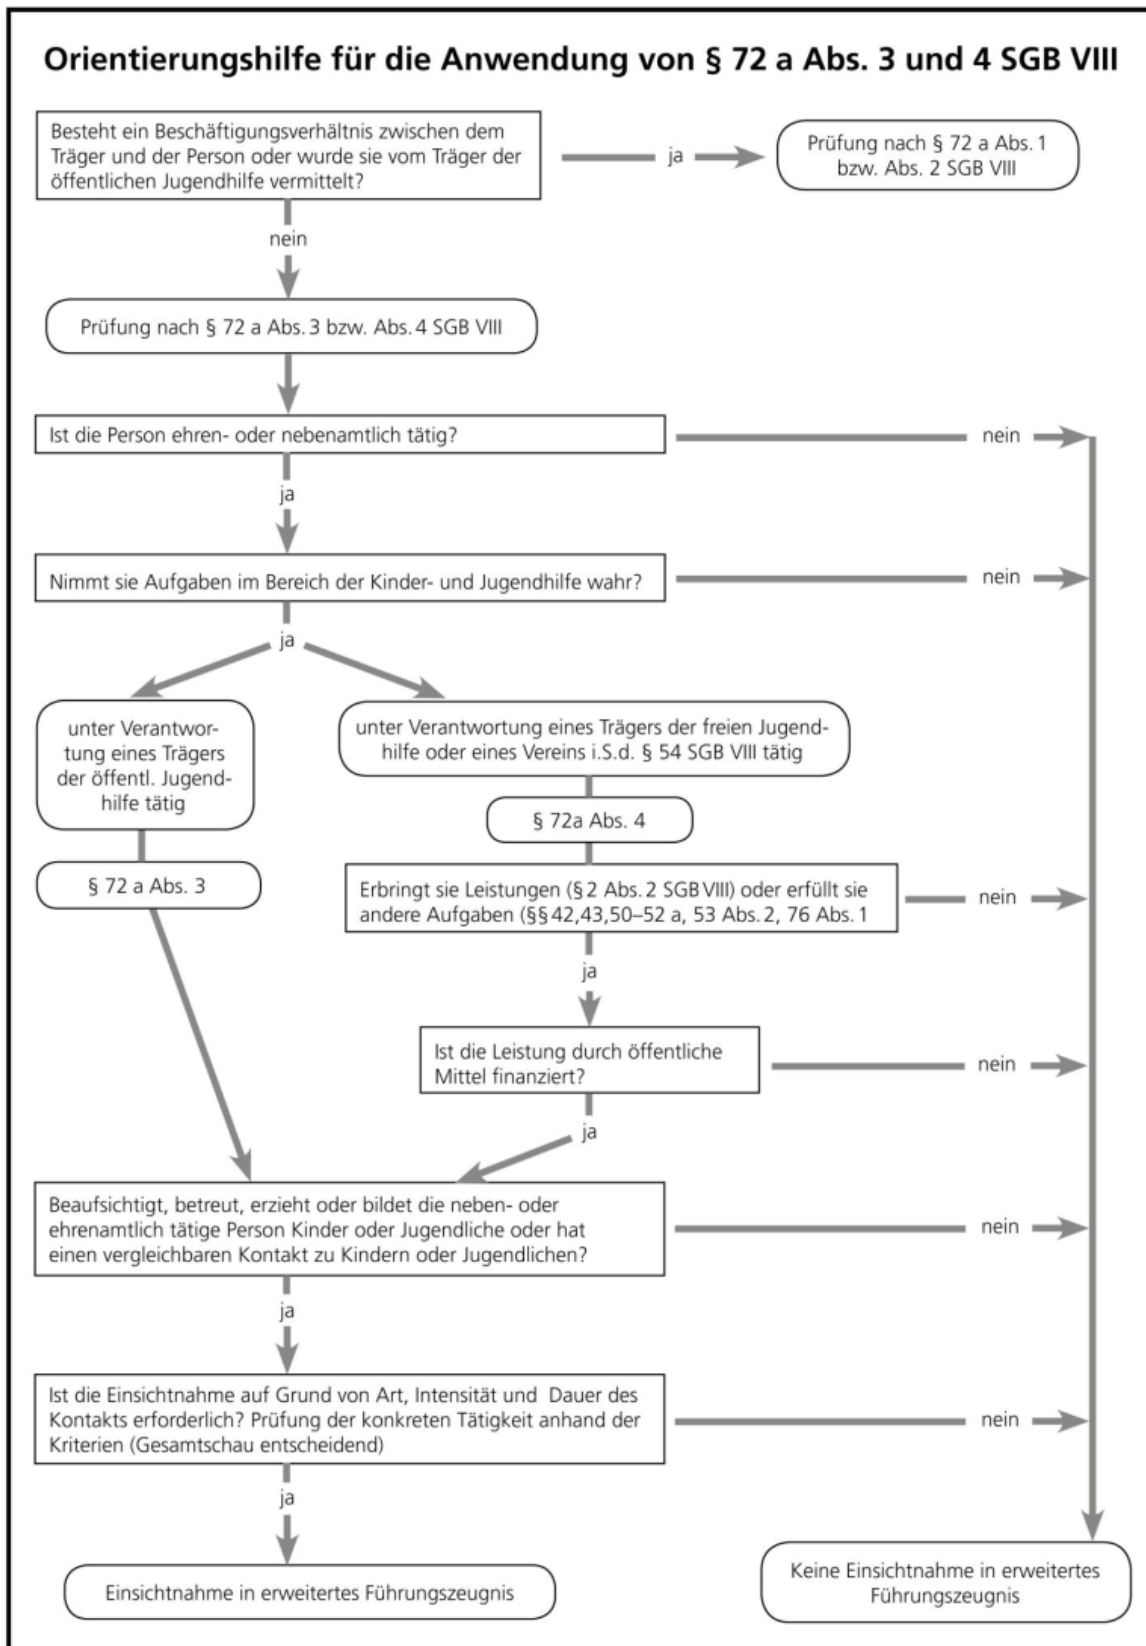 Orientierungshilfe für die Anwendung von § 72 a Abs. 3 und 4 SGB VIII
Besteht ein Beschäftigungsverhältnis zwischen dem
Träger und der Person oder wurde sie vom Träger der
öffentlichen Jugendhilfe vermittelt?
ja
Prüfung nach § 72 a Abs. 1
bzw. Abs. 2 SGB VIII
nein
Prüfung nach § 72 a Abs. 3 bzw. Abs. 4 SGB VIII
Ist die Person ehren- oder nebenamtlich tätig?
nein
ja
Nimmt sie Aufgaben im Bereich der Kinder- und Jugendhilfe wahr?
nein
ja
unter Verantwor-
tung eines Trägers
der öffentl. Jugend-
hilfe tätig
§ 72 a Abs. 3
unter Verantwortung eines Trägers der freien Jugend-
hilfe oder eines Vereins i.S.d. § 54 SGB VIII tätig
§ 72a Abs. 4
Erbringt sie Leistungen (§ 2 Abs. 2 SGB VIII) oder erfüllt sie
andere Aufgaben (§§ 42,43,50–52 a, 53 Abs. 2, 76 Abs. 1
nein
ja
Ist die Leistung durch öffentliche
Mittel finanziert?
nein
ja
Beaufsichtigt, betreut, erzieht oder bildet die neben- oder
ehrenamtlich tätige Person Kinder oder Jugendliche oder hat
einen vergleichbaren Kontakt zu Kindern oder Jugendlichen?
nein
ja
Ist die Einsichtnahme auf Grund von Art, Intensität und Dauer des
Kontakts erforderlich? Prüfung der konkreten Tätigkeit anhand der
Kriterien (Gesamtschau entscheidend)
nein
ja
Einsichtnahme in erweitertes Führungszeugnis
Keine Einsichtnahme in erweitertes
Führungszeugnis